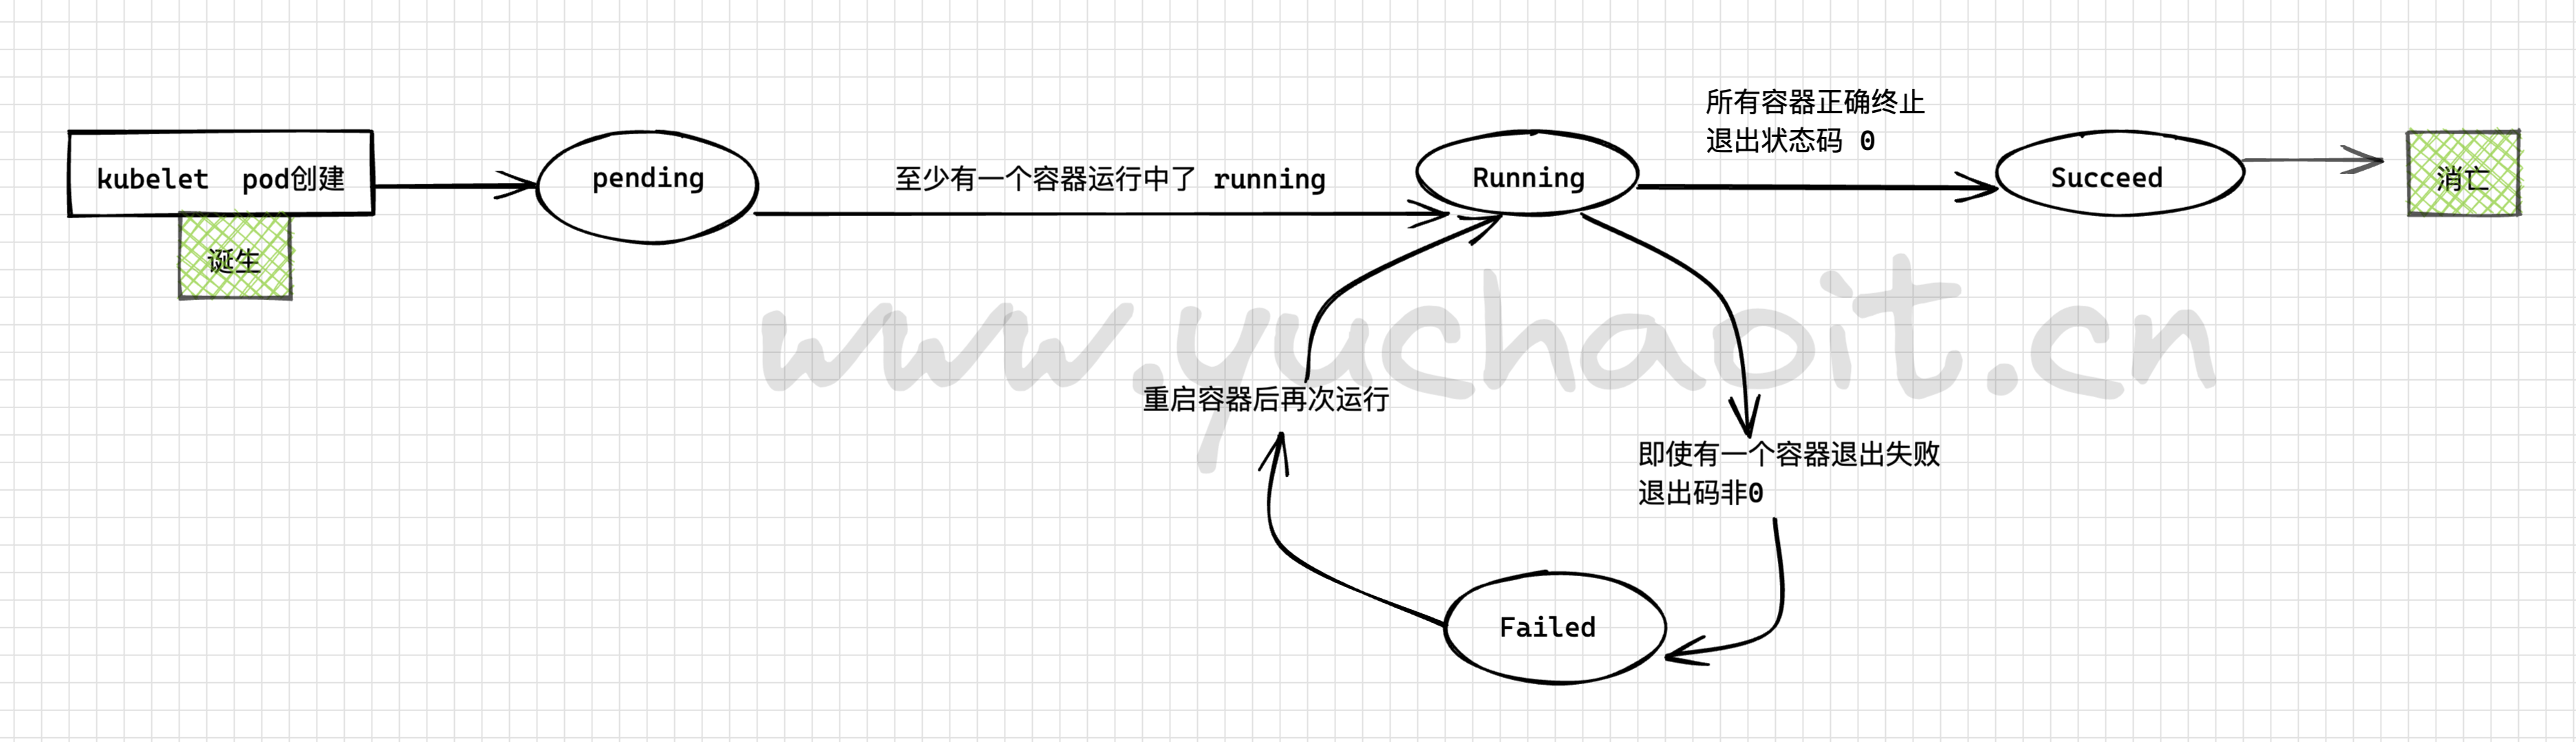 kubelet  pod创建
诞生
pending
至少有一个容器运行中了 running
Running
所有容器正确终止
退出状态码 0
Succeed
消亡
重启容器后再次运行
即使有一个容器退出失败
退出码非0
Failed
www.yuchaoit.cn